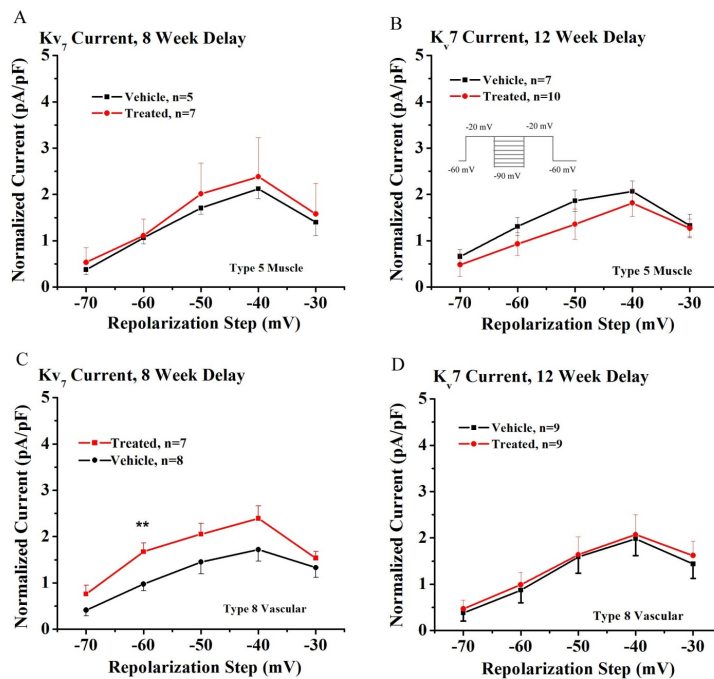 A
Kv7 Current, 8 Week Delay
Normalized Current (pA/pF)
5
4
3
2
1
0
Vehicle, n=5
Treated, n=7
Type 5 Muscle
-70 -60 -50 -40 -30
Repolarization Step (mV)
B
Kv7 Current, 12 Week Delay
Normalized Current (pA/pF)
5
4
3
2
1
0
Vehicle, n=7
Treated, n=10
-20 mV -20 mV
-60 mV -90 mV -60 mV
Type 5 Muscle
-70 -60 -50 -40 -30
Repolarization Step (mV)
C
Kv7 Current, 8 Week Delay
Normalized Current (pA/pF)
5
4
3
2
1
0
Treated, n=7
Vehicle, n=8
**
Type 8 Vascular
-70 -60 -50 -40 -30
Repolarization Step (mV)
D
Kv7 Current, 12 Week Delay
Normalized Current (pA/pF)
5
4
3
2
1
0
Vehicle, n=9
Treated, n=9
Type 8 Vascular
-70 -60 -50 -40 -30
Repolarization Step (mV)